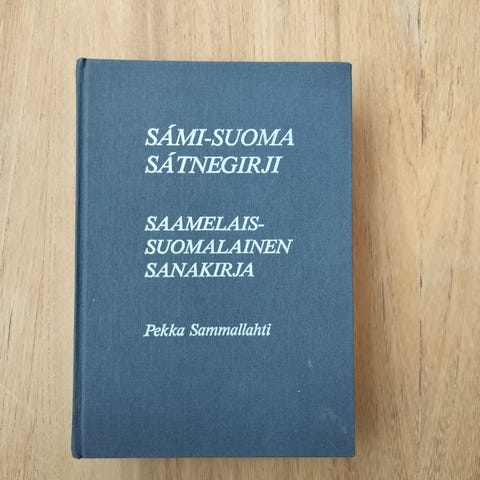 SÁMI-SUOMA
SÁTNEGIRJI
SAAMELAIS-
SUOMALAINEN
SANAKIRJA
Pekka Sammallahti